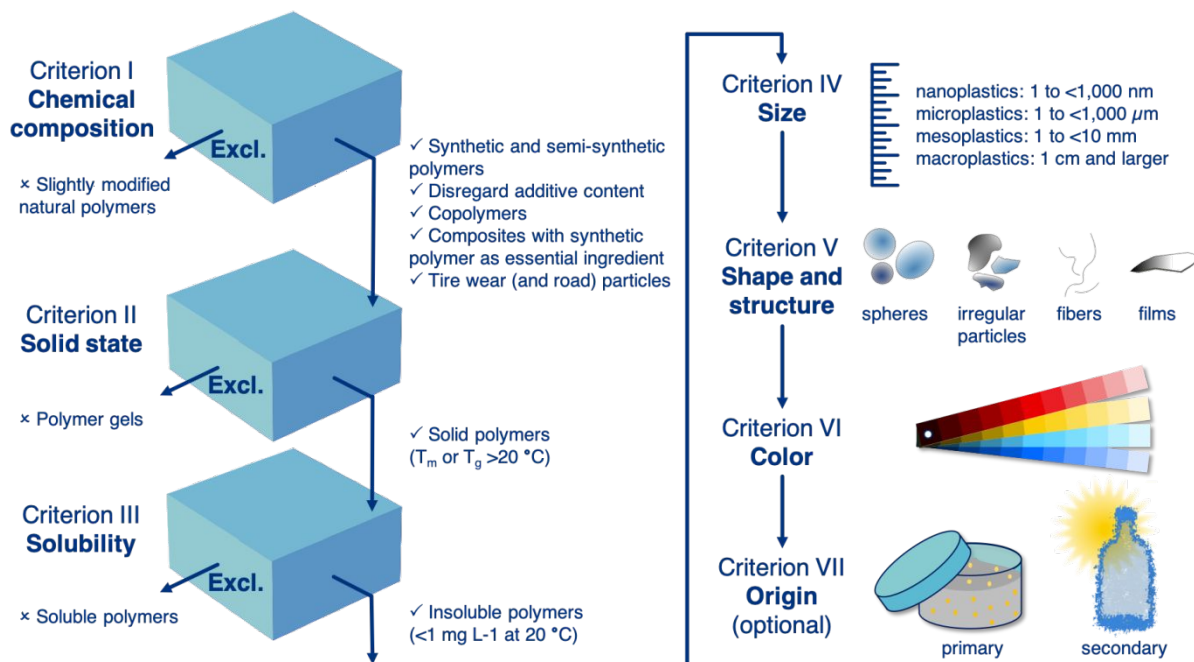 Criterion I
Chemical
composition
Excl.
× Slightly modified
natural polymers
✓ Synthetic and semi-synthetic
polymers
✓ Disregard additive content
✓ Copolymers
✓ Composites with synthetic
polymer as essential ingredient
✓ Tire wear (and road) particles
Criterion II
Solid state
Excl.
× Polymer gels
✓ Solid polymers
(Tm or Tg >20 °C)
Criterion III
Solubility
Excl.
× Soluble polymers
✓ Insoluble polymers
(<1 mg L-1 at 20 °C)
Criterion IV
Size
nanoplastics: 1 to <1,000 nm
microplastics: 1 to <1,000 µm
mesoplastics: 1 to <10 mm
macroplastics: 1 cm and larger
Criterion V
Shape and
structure
spheres
irregular
particles
fibers
films
Criterion VI
Color
Criterion VII
Origin
(optional)
primary
secondary